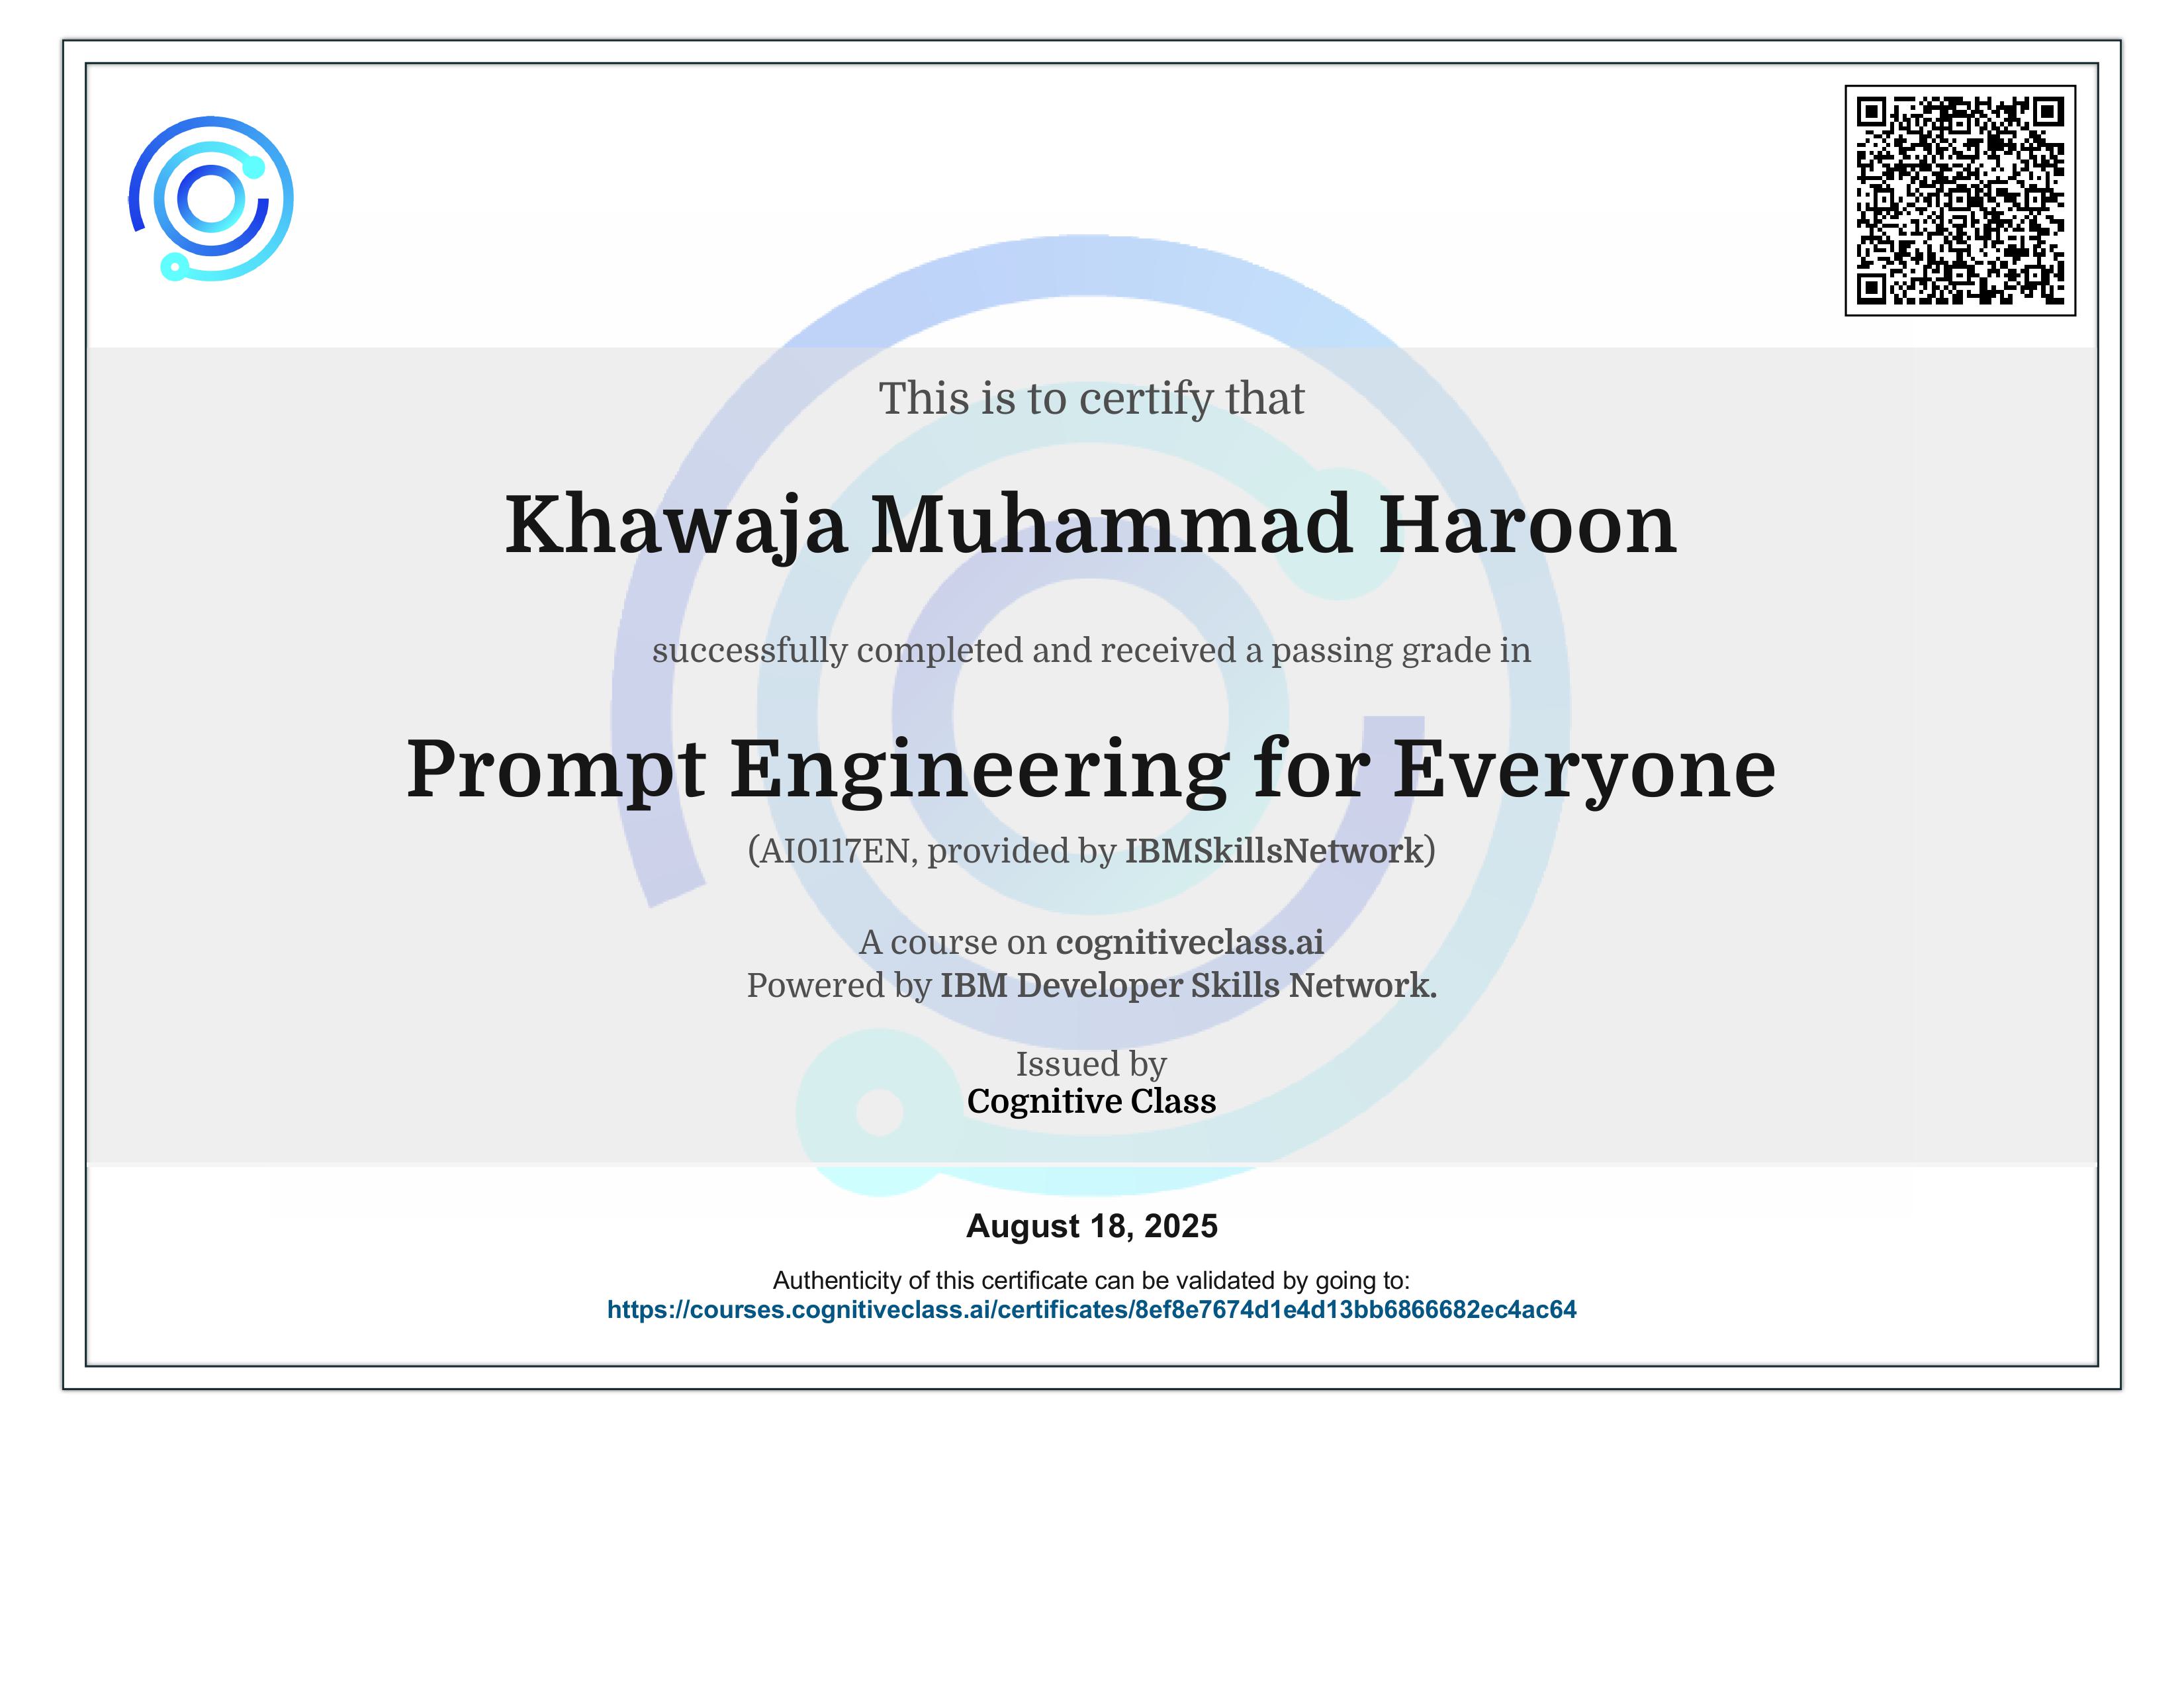 This is to certify that
Khawaja Muhammad Haroon
successfully completed and received a passing grade in
Prompt Engineering for Everyone
(AI0117EN, provided by IBMSkillsNetwork)
A course on cognitiveclass.ai
Powered by IBM Developer Skills Network.
Issued by
Cognitive Class
August 18, 2025
Authenticity of this certificate can be validated by going to:
https://courses.cognitiveclass.ai/certificates/8ef8e7674d1e4d13bb6866682ec4ac64